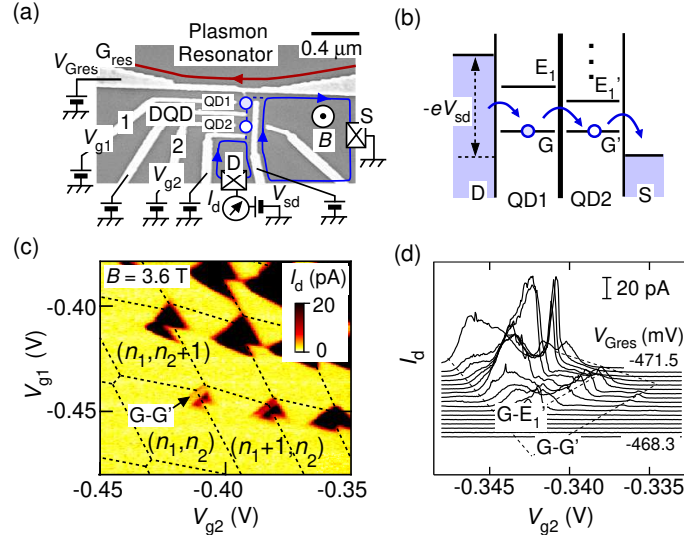 (a)
Plasmon
Resonator
G_res
V_Gres
0.4 μm
QD1
DQD
QD2
1
2
V_g1
V_g2
I_d
D
V_sd
B
S
(b)
E_1
E_1'
-eV_sd
G
G'
D
QD1
QD2
S
(c)
B = 3.6 T
I_d (pA)
20
0
(n_1,n_2+1)
G-G'
(n_1,n_2)
(n_1+1,n_2)
V_g1 (V)
-0.40
-0.45
-0.45
-0.40
-0.35
V_g2 (V)
(d)
20 pA
V_Gres (mV)
-471.5
I_d
G-E_1'
G-G'
-468.3
-0.345
-0.340
-0.335
V_g2 (V)